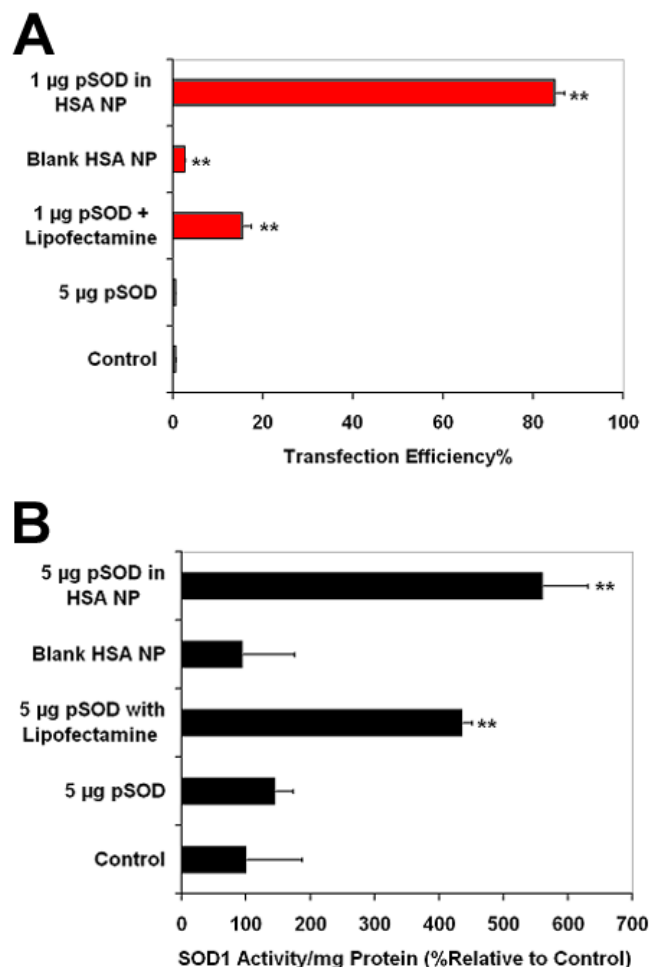 A
1 µg pSOD in
HSA NP
**
Blank HSA NP
**
1 µg pSOD +
Lipofectamine
**
5 µg pSOD
Control
0 20 40 60 80 100
Transfection Efficiency%
B
5 µg pSOD in
HSA NP
**
Blank HSA NP
5 µg pSOD with
Lipofectamine
**
5 µg pSOD
Control
0 100 200 300 400 500 600 700
SOD1 Activity/mg Protein (%Relative to Control)